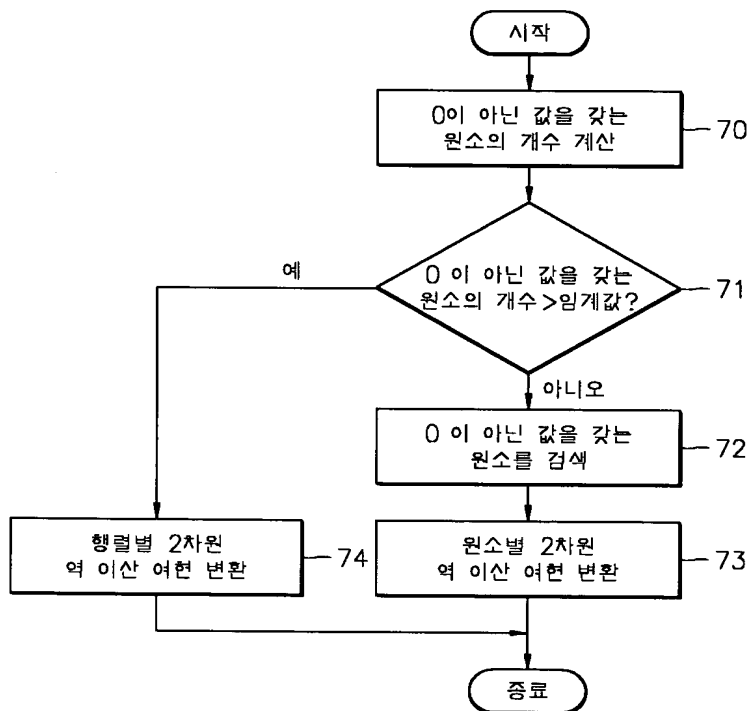 시작
0이 아닌 값을 갖는
원소의 개수 계산
70
0 이 아닌 값을 갖는
원소의 개수>임계값?
71
예
아니오
0 이 아닌 값을 갖는
원소를 검색
72
행렬별 2차원
역 이산 여현 변환
74
원소별 2차원
역 이산 여현 변환
73
종료